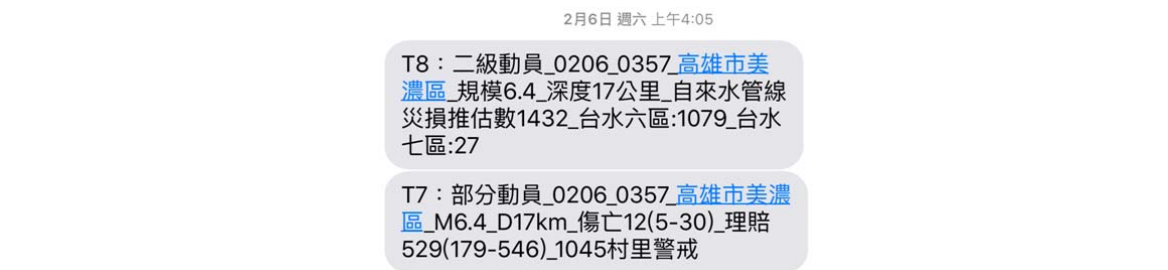 2月6日 週六 上午4:05
T8：二級動員_0206_0357_高雄市美
濃區_規模6.4_深度17公里_自來水管線
災損推估數1432_台水六區:1079_台水
七區:27
T7：部分動員_0206_0357_高雄市美濃
區_M6.4_D17km_傷亡12(5-30)_理賠
529(179-546)_1045村里警戒